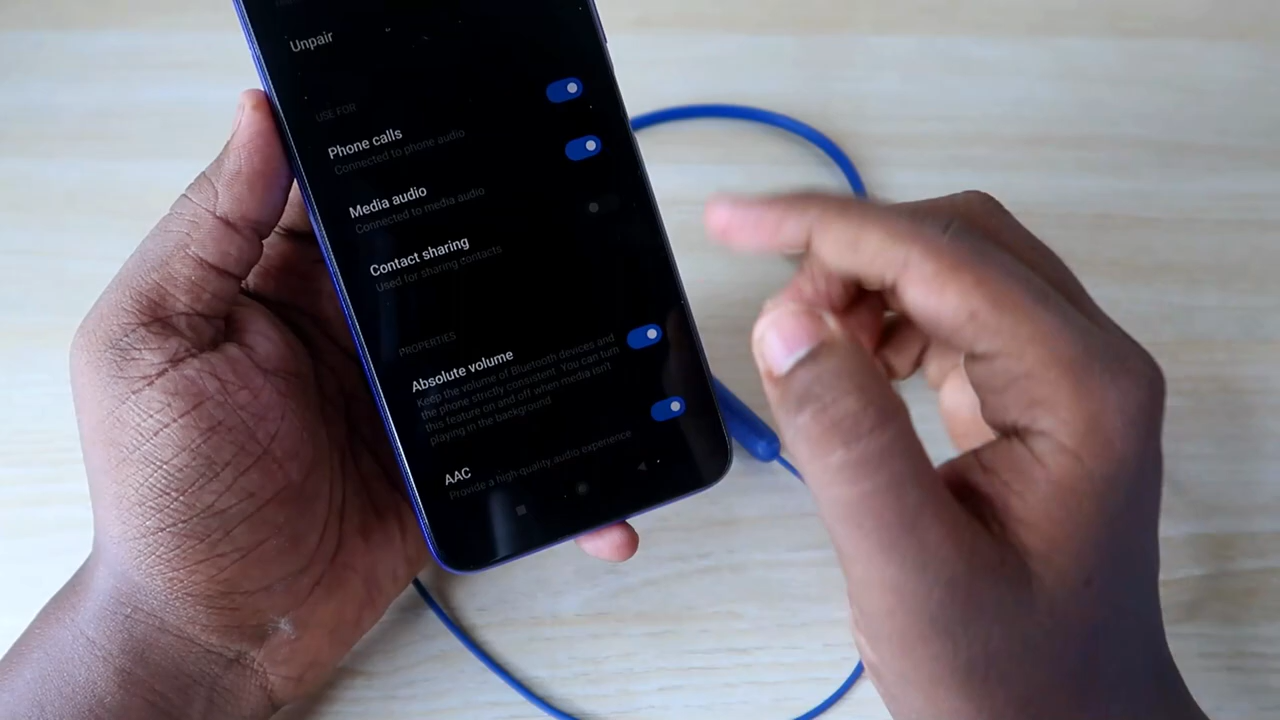 Unpair
USE FOR
Phone calls
Connected to phone audio
Media audio
Connected to media audio
Contact sharing
Used for sharing contacts
PROPERTIES
Absolute volume
Keep the volume of Bluetooth devices and
the phone strictly consistent. You can turn
this feature on and off when media isn't
playing in the background.
AAC
Provide a high-quality audio experience